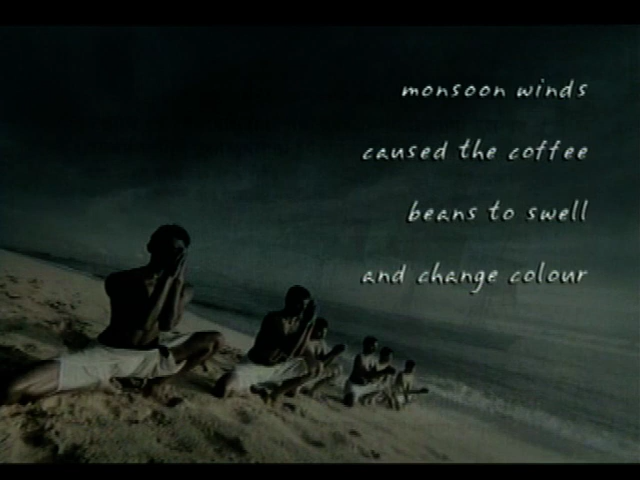 monsoon winds
caused the coffee
beans to swell
and change colour